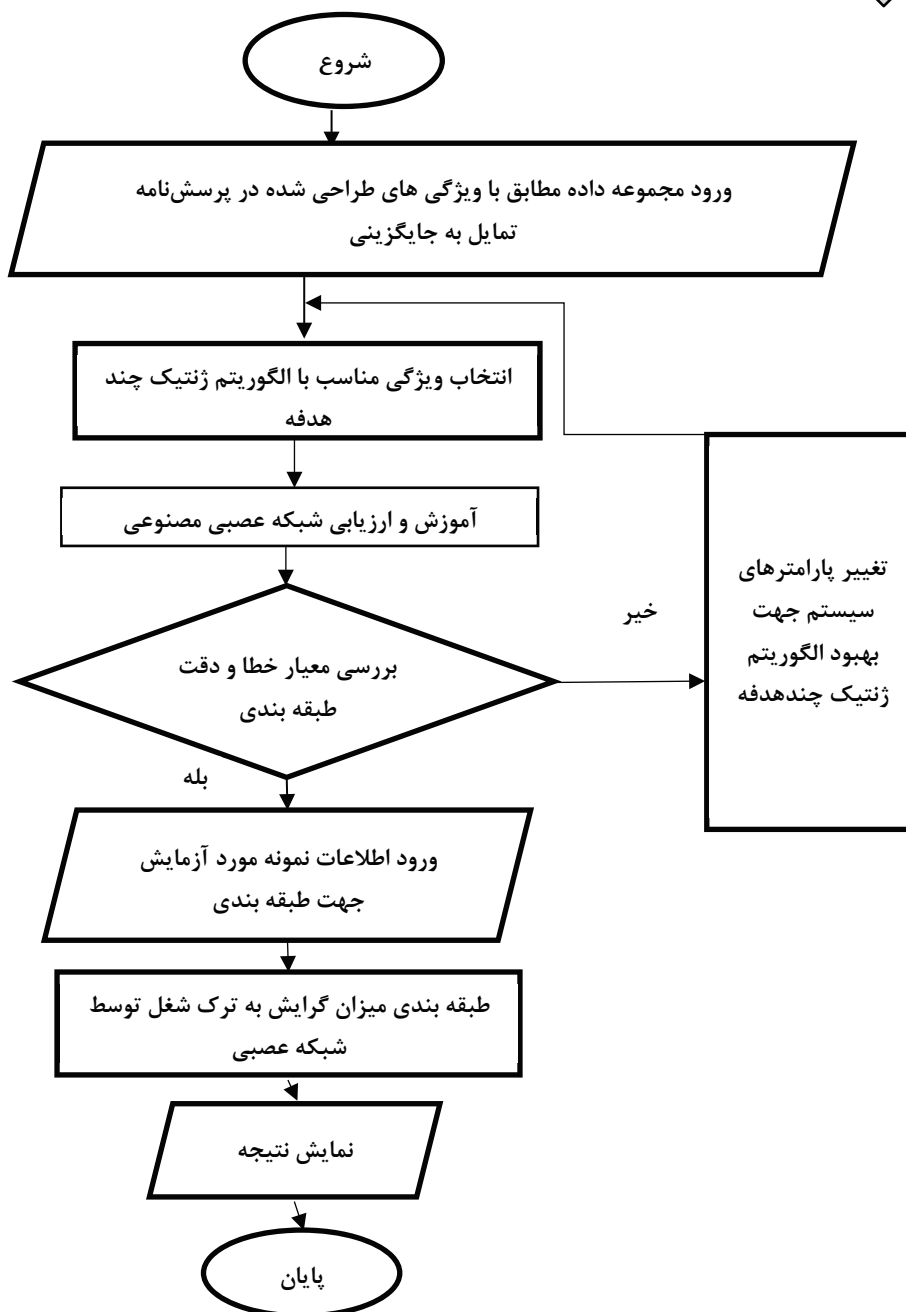 شروع
ورود مجموعه داده مطابق با ویژگی های طراحی شده در پرسش‌نامه
تمایل به جایگزینی
انتخاب ویژگی مناسب با الگوریتم ژنتیک چند
هدفه
آموزش و ارزیابی شبکه عصبی مصنوعی
بررسی معیار خطا و دقت
طبقه بندی
خیر
تغییر پارامترهای
سیستم جهت
بهبود الگوریتم
ژنتیک چندهدفه
بله
ورود اطلاعات نمونه مورد آزمایش
جهت طبقه بندی
طبقه بندی میزان گرایش به ترک شغل توسط
شبکه عصبی
نمایش نتیجه
پایان